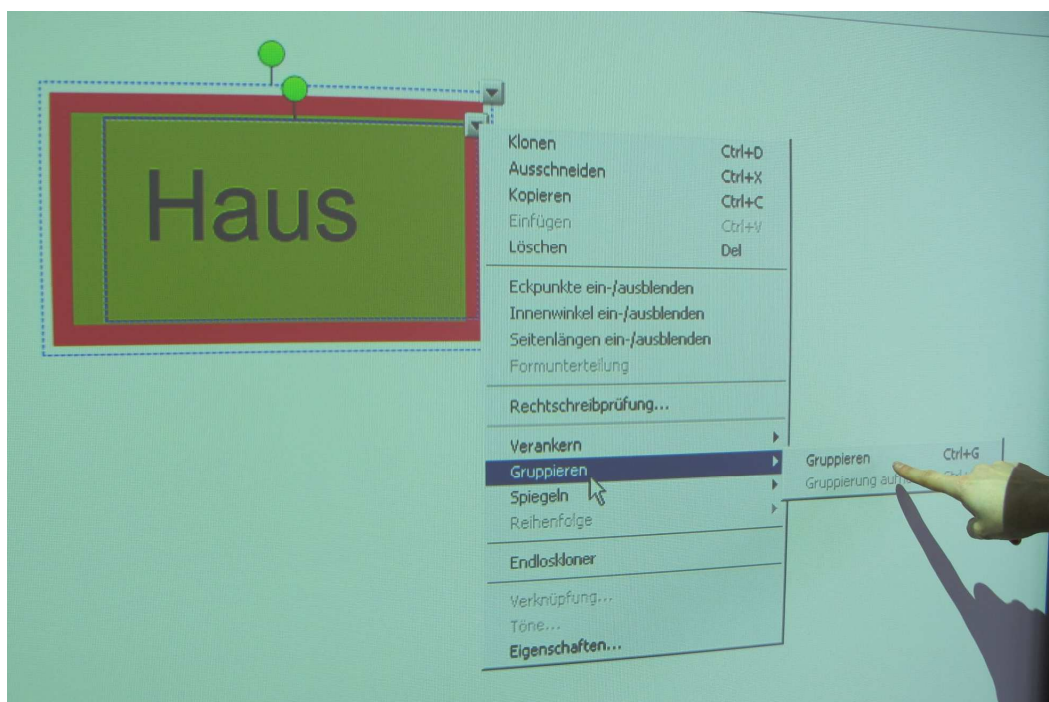 Haus
Klonen Ctrl+D
Ausschneiden Ctrl+X
Kopieren Ctrl+C
Einfügen Ctrl+V
Löschen Del
Eckpunkte ein-/ausblenden
Innenwinkel ein-/ausblenden
Seitenlängen ein-/ausblenden
Formunterteilung
Rechtschreibprüfung...
Verankern
Gruppieren
Gruppieren Ctrl+G
Gruppierung
Spiegeln
Reihenfolge
Endloskloner
Verknüpfung...
Töne...
Eigenschaften...